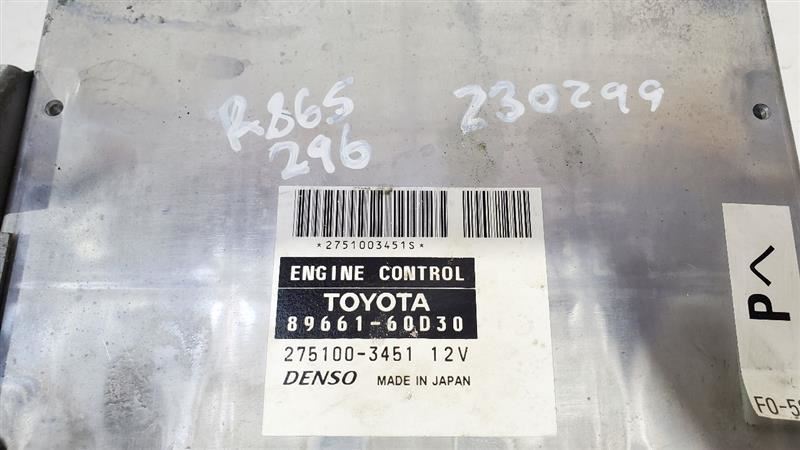 R865
296
230299
*2751003451S*
ENGINE CONTROL
TOYOTA
89661-60D30
275100-3451 12V
DENSO MADE IN JAPAN
P<